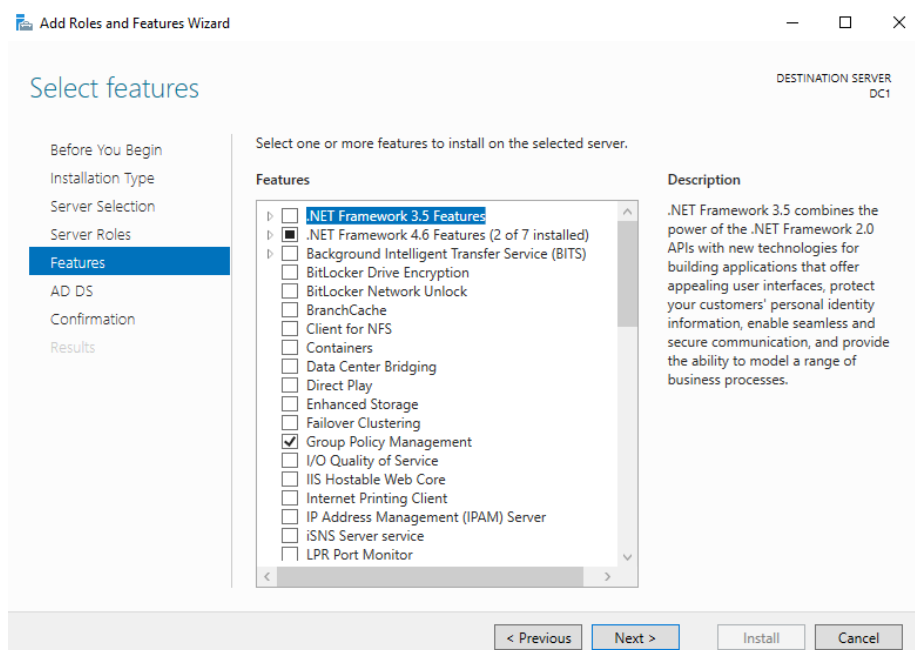 Add Roles and Features Wizard
Select features
DESTINATION SERVER
DC1
Before You Begin
Installation Type
Server Selection
Server Roles
Features
AD DS
Confirmation
Results
Select one or more features to install on the selected server.
Features
.NET Framework 3.5 Features
.NET Framework 4.6 Features (2 of 7 installed)
Background Intelligent Transfer Service (BITS)
BitLocker Drive Encryption
BitLocker Network Unlock
BranchCache
Client for NFS
Containers
Data Center Bridging
Direct Play
Enhanced Storage
Failover Clustering
Group Policy Management
I/O Quality of Service
IIS Hostable Web Core
Internet Printing Client
IP Address Management (IPAM) Server
iSNS Server service
LPR Port Monitor
Description
.NET Framework 3.5 combines the
power of the .NET Framework 2.0
APIs with new technologies for
building applications that offer
appealing user interfaces, protect
your customers' personal identity
information, enable seamless and
secure communication, and provide
the ability to model a range of
business processes.
< Previous
Next >
Install
Cancel